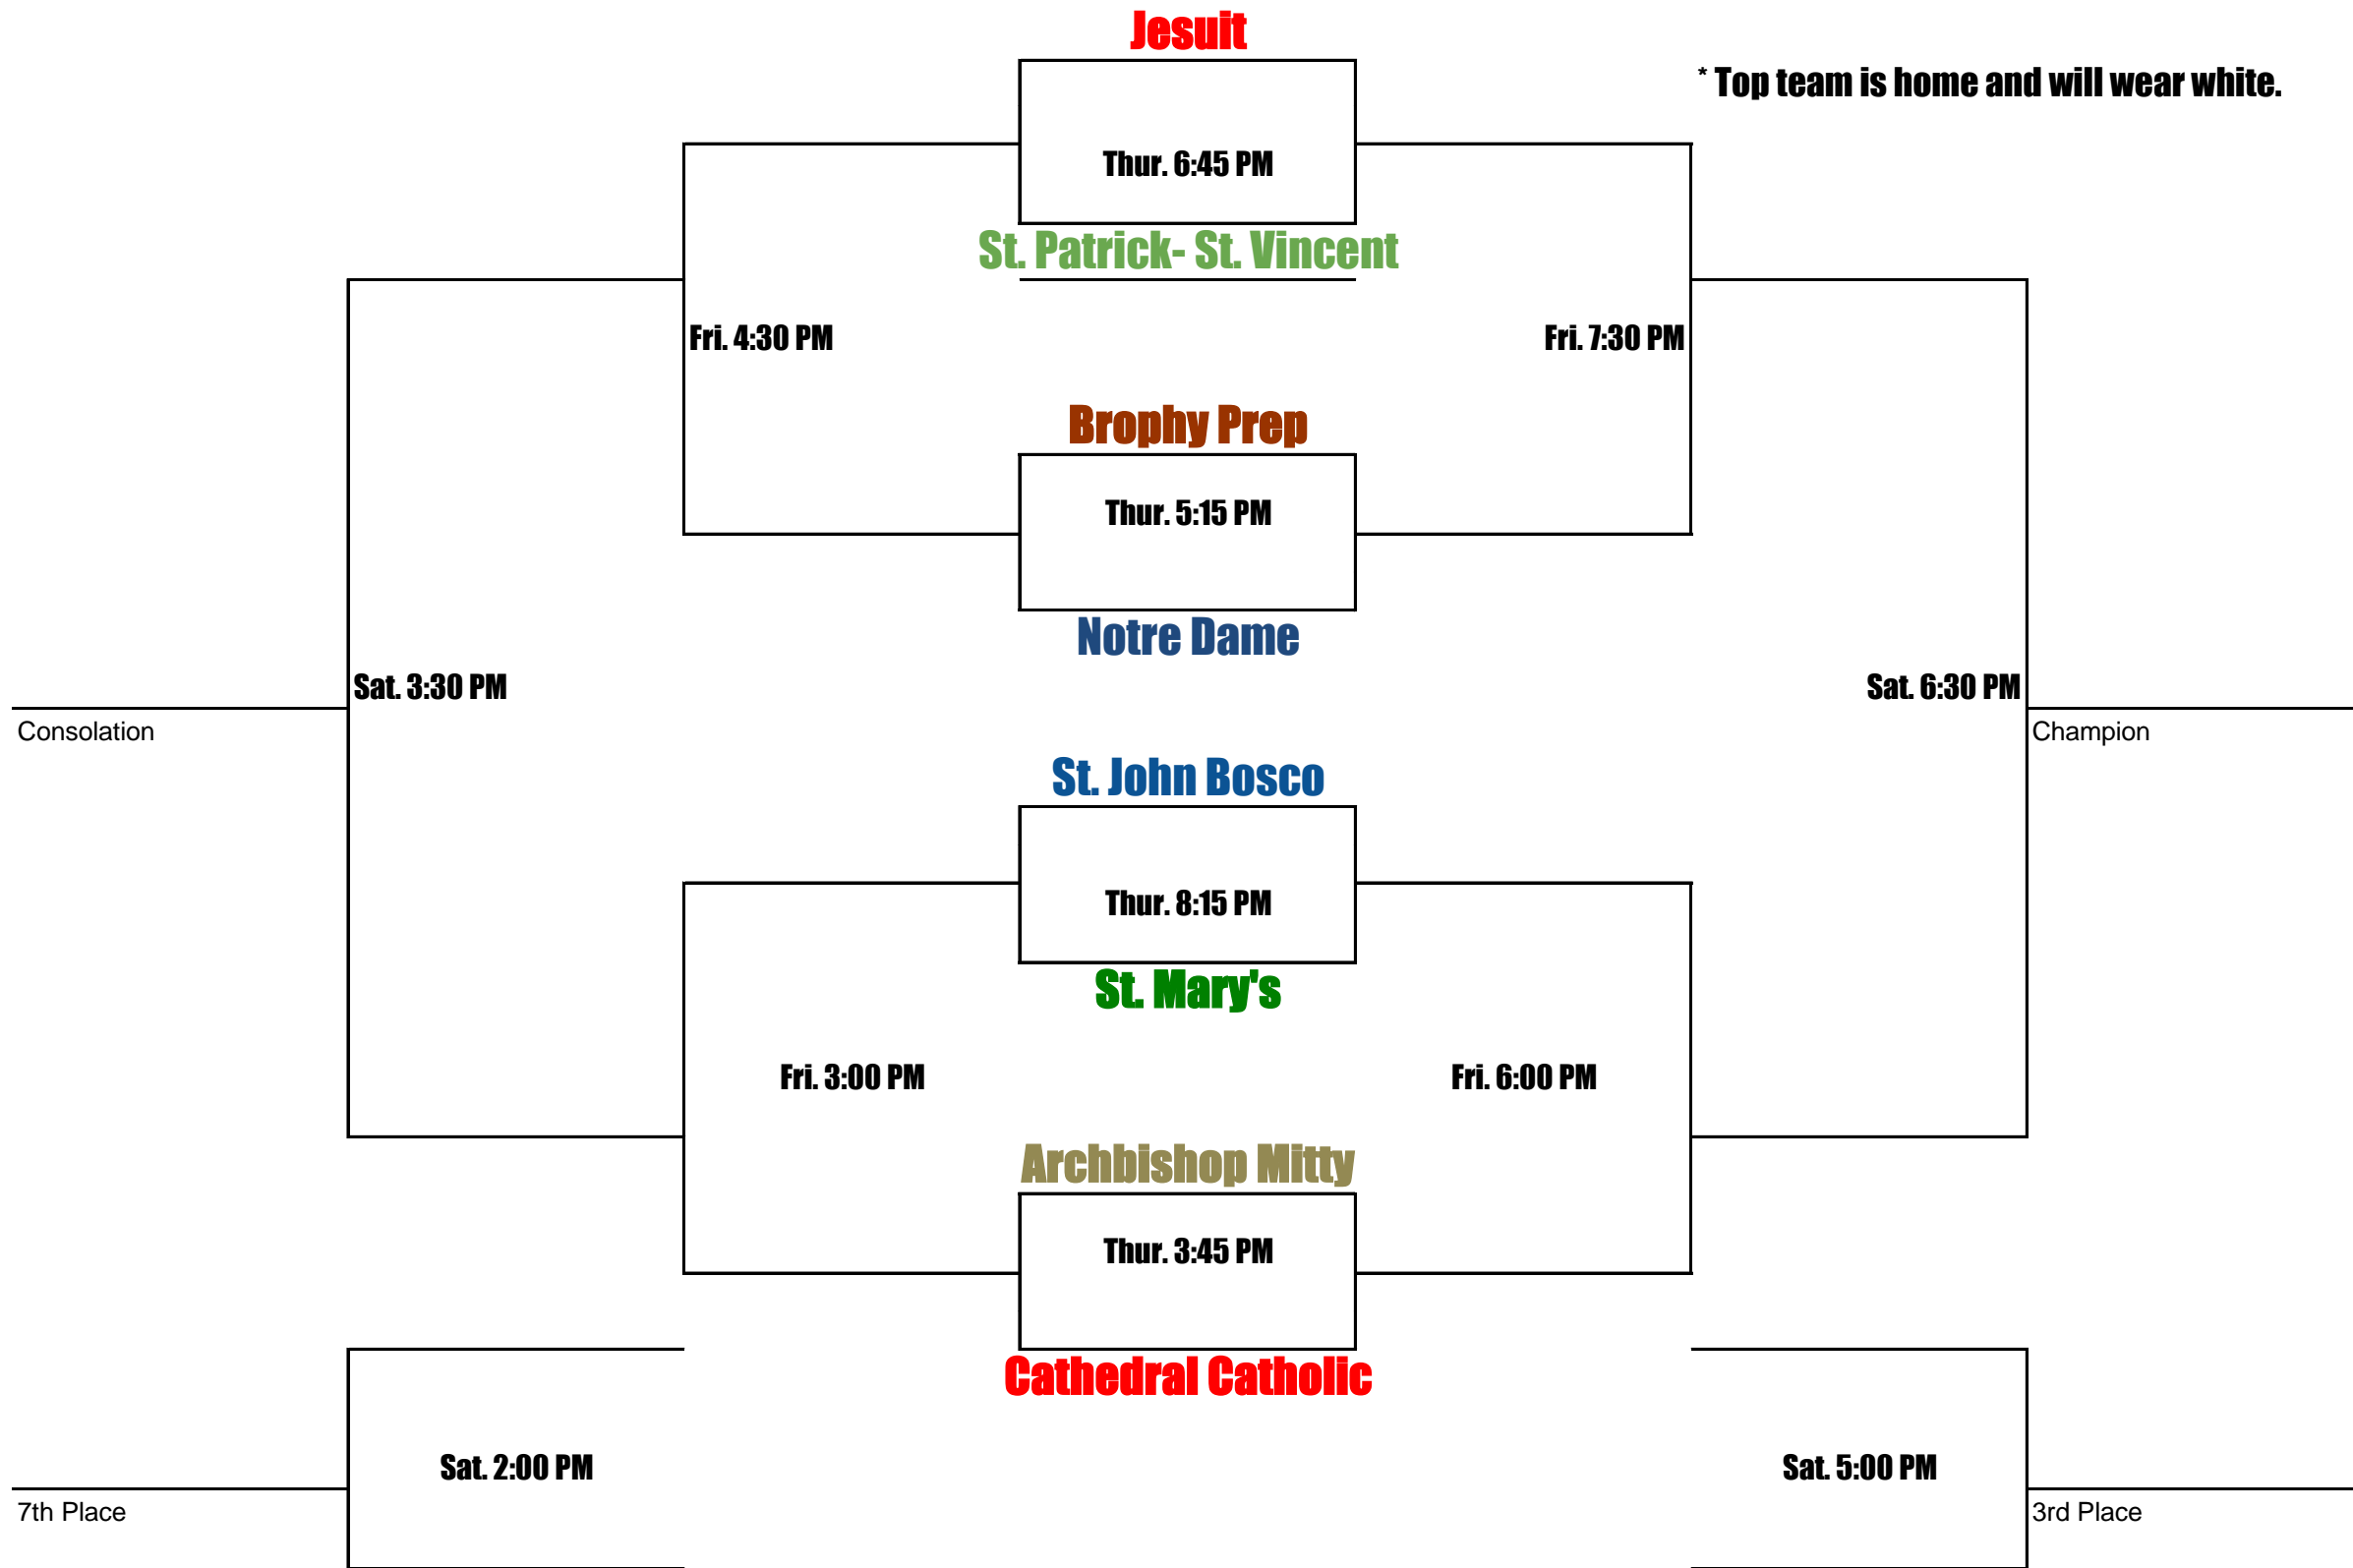 Jesuit
* Top team is home and will wear white.
Thur. 6:45 PM
St. Patrick- St. Vincent
Fri. 4:30 PM
Fri. 7:30 PM
Brophy Prep
Thur. 5:15 PM
Notre Dame
Sat. 3:30 PM
Sat. 6:30 PM
Consolation
Champion
St. John Bosco
Thur. 8:15 PM
St. Mary's
Fri. 3:00 PM
Fri. 6:00 PM
Archbishop Mitty
Thur. 3:45 PM
Cathedral Catholic
Sat. 2:00 PM
Sat. 5:00 PM
7th Place
3rd Place